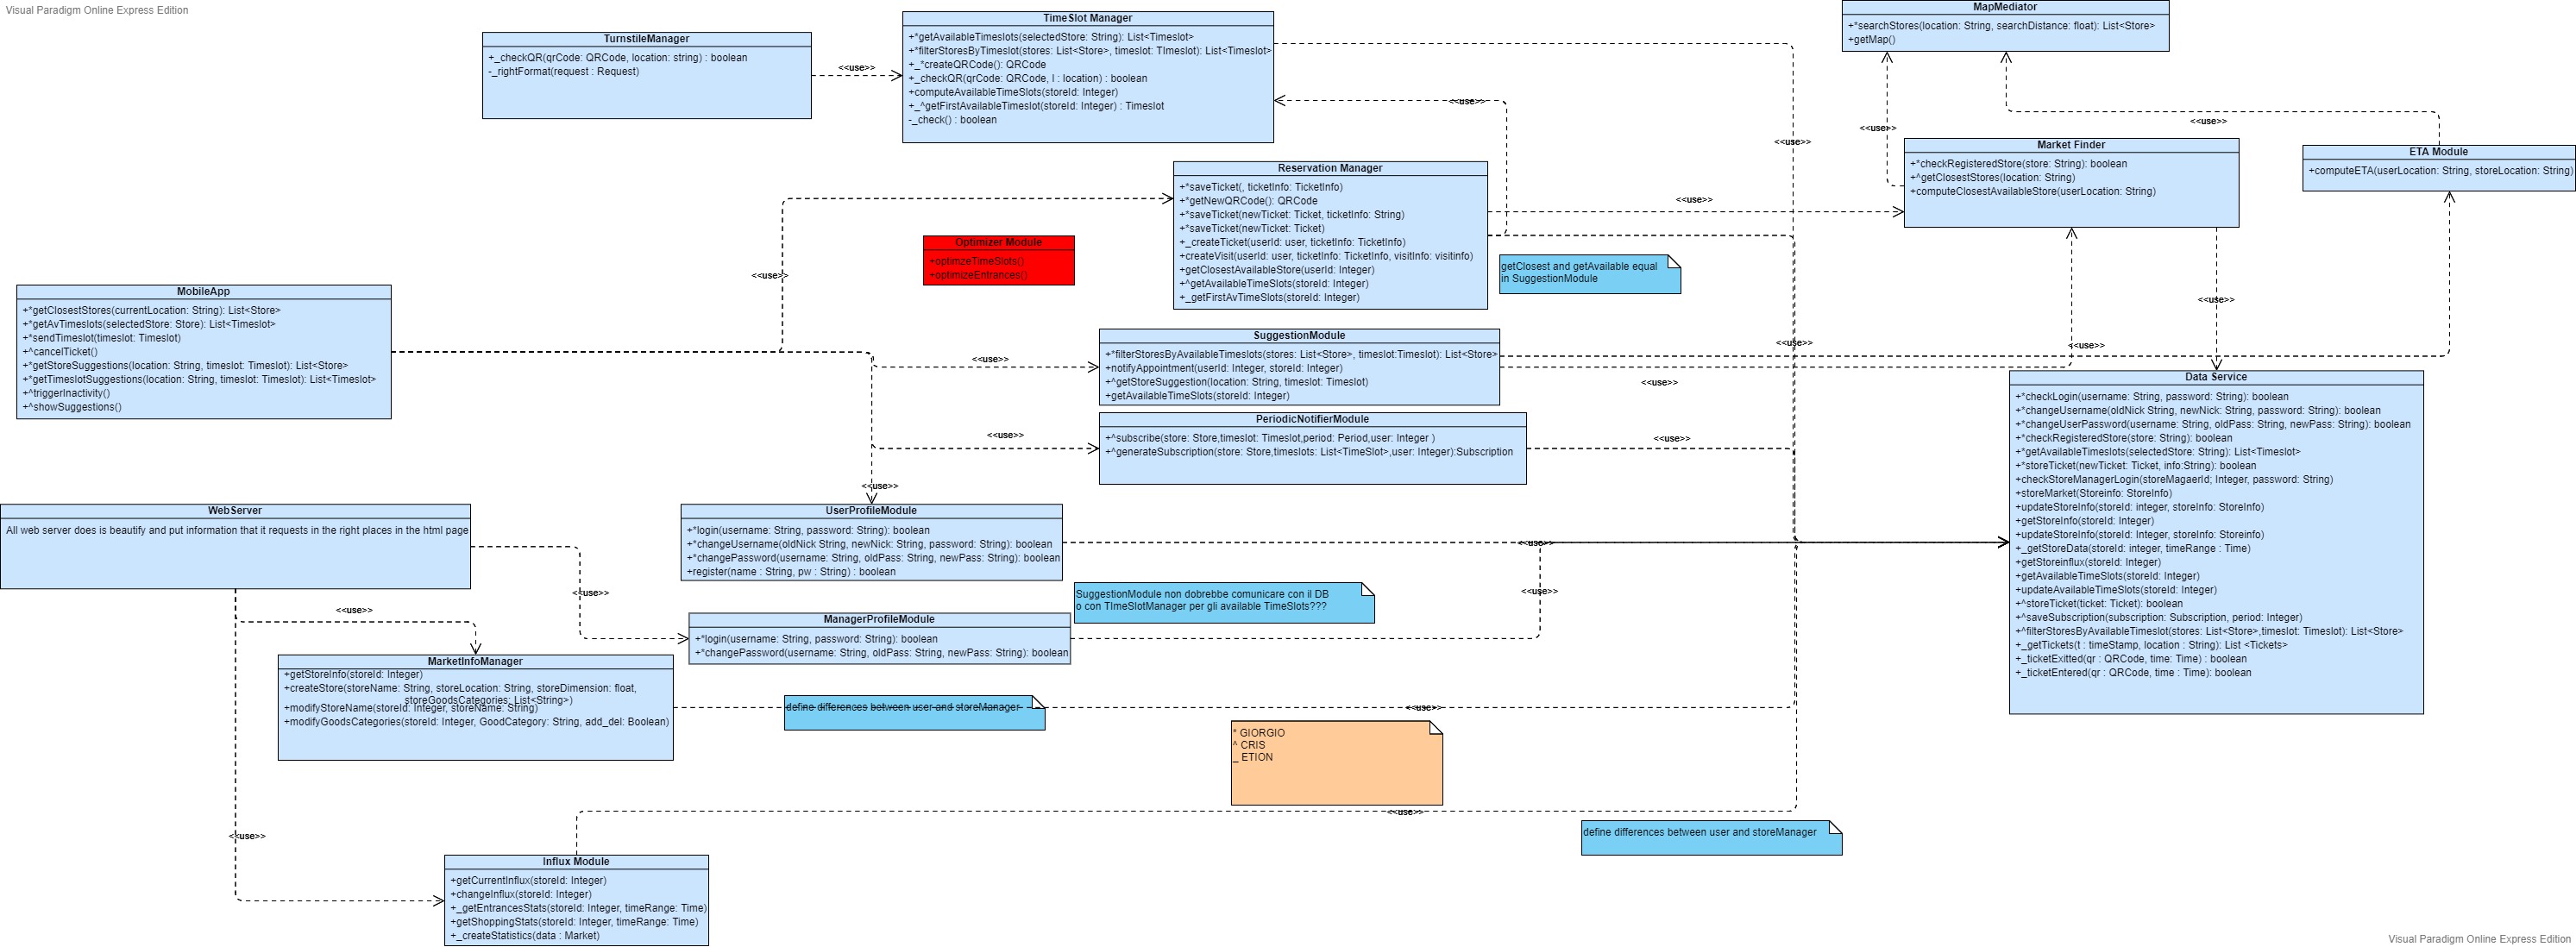 Visual Paradigm Online Express Edition
TurnstileManager
+_checkQR(qrCode: QRCode, location: string) : boolean
-_rightFormat(request : Request)
<<use>>
TimeSlot Manager
+*getAvailableTimeslots(selectedStore: String): List<Timeslot>
+*filterStoresByTimeslot(stores: List<Store>, timeslot: TImeslot): List<Timeslot>
+_*createQRCode(): QRCode
+_checkQR(qrCode: QRCode, l : location) : boolean
+computeAvailableTimeSlots(storeId: Integer)
+_^getFirstAvailableTimeslot(storeId: Integer) : Timeslot
-_check() : boolean
<<use>>
<<use>>
MapMediator
+*searchStores(location: String, searchDistance: float): List<Store>
+getMap()
<<use>>
<<use>>
Market Finder
+*checkRegisteredStore(store: String): boolean
+^getClosestStores(location: String)
+computeClosestAvailableStore(userLocation: String)
ETA Module
+computeETA(userLocation: String, storeLocation: String)
Reservation Manager
+*saveTicket(, ticketInfo: TicketInfo)
+*getNewQRCode(): QRCode
+*saveTicket(newTicket: Ticket, ticketInfo: String)
+*saveTicket(newTicket: Ticket)
+_createTicket(userId: user, ticketInfo: TicketInfo)
+createVisit(userId: user, ticketInfo: TicketInfo, visitInfo: visitinfo)
+getClosestAvailableStore(userId: Integer)
+^getAvailableTimeSlots(storeId: Integer)
+_getFirstAvTimeSlots(storeId: Integer)
<<use>>
Optimizer Module
+optimzeTimeSlots()
+optimizeEntrances()
getClosest and getAvailable equal
in SuggestionModule
<<use>>
<<use>>
MobileApp
+*getClosestStores(currentLocation: String): List<Store>
+*getAvTimeslots(selectedStore: Store): List<Timeslot>
+*sendTimeslot(timeslot: Timeslot)
+^cancelTicket()
+*getStoreSuggestions(location: String, timeslot: Timeslot): List<Store>
+*getTimeslotSuggestions(location: String, timeslot: Timeslot): List<Timeslot>
+^triggerInactivity()
+^showSuggestions()
<<use>>
SuggestionModule
+*filterStoresByAvailableTimeslots(stores: List<Store>, timeslot:Timeslot): List<Store>
+notifyAppointment(userId: Integer, storeId: Integer)
+^getStoreSuggestion(location: String, timeslot: Timeslot)
+getAvailableTimeSlots(storeId: Integer)
<<use>>
<<use>>
<<use>>
<<use>>
PeriodicNotifierModule
+^subscribe(store: Store,timeslot: Timeslot,period: Period,user: Integer )
+^generateSubscription(store: Store,timeslots: List<TimeSlot>,user: Integer):Subscription
<<use>>
<<use>>
Data Service
+*checkLogin(username: String, password: String): boolean
+*changeUsername(oldNick String, newNick: String, password: String): boolean
+*changeUserPassword(username: String, oldPass: String, newPass: String): boolean
+*checkRegisteredStore(store: String): boolean
+*getAvailableTimeslots(selectedStore: String): List<Timeslot>
+*storeTicket(newTicket: Ticket, info:String): boolean
+checkStoreManagerLogin(storeMagaerId; Integer, password: String)
+storeMarket(Storeinfo: StoreInfo)
+updateStoreInfo(storeId: integer, storeInfo: StoreInfo)
+getStoreInfo(storeId: Integer)
+updateStoreInfo(storeId: Integer, storeInfo: Storeinfo)
+_getStoreData(storeId: integer, timeRange : Time)
+getStoreinflux(storeId: Integer)
+getAvailableTimeSlots(storeId: Integer)
+updateAvailableTimeSlots(storeId: Integer)
+^storeTicket(ticket: Ticket): boolean
+^saveSubscription(subscription: Subscription, period: Integer)
+^filterStoresByAvailableTimeslot(stores: List<Store>,timeslot: Timeslot): List<Store>
+_getTickets(t : timeStamp, location : String): List <Tickets>
+_ticketExitted(qr : QRCode, time: Time) : boolean
+_ticketEntered(qr : QRCode, time : Time): boolean
WebServer
All web server does is beautify and put information that it requests in the right places in the html page
UserProfileModule
+*login(username: String, password: String): boolean
+*changeUsername(oldNick String, newNick: String, password: String): boolean
+*changePassword(username: String, oldPass: String, newPass: String): boolean
+register(name : String, pw : String) : boolean
<<use>>
<<use>>
<<use>>
<<use>>
SuggestionModule non dobrebbe comunicare con il DB
o con TImeSlotManager per gli available TimeSlots???
ManagerProfileModule
+*login(username: String, password: String): boolean
+*changePassword(username: String, oldPass: String, newPass: String): boolean
MarketInfoManager
+getStoreInfo(storeId: Integer)
+createStore(storeName: String, storeLocation: String, storeDimension: float,
storeGoodsCategories: List<String>)
+modifyStoreName(storeId: Integer, storeName: String)
+modifyGoodsCategories(storeId: Integer, GoodCategory: String, add_del: Boolean)
define differences between user and storeManager
<<use>>
* GIORGIO
^ CRIS
_ ETION
<<use>>
<<use>>
define differences between user and storeManager
Influx Module
+getCurrentInflux(storeId: Integer)
+changeInflux(storeId: Integer)
+_getEntrancesStats(storeId: Integer, timeRange: Time)
+getShoppingStats(storeId: Integer, timeRange: Time)
+_createStatistics(data : Market)
Visual Paradigm Online Express Edition